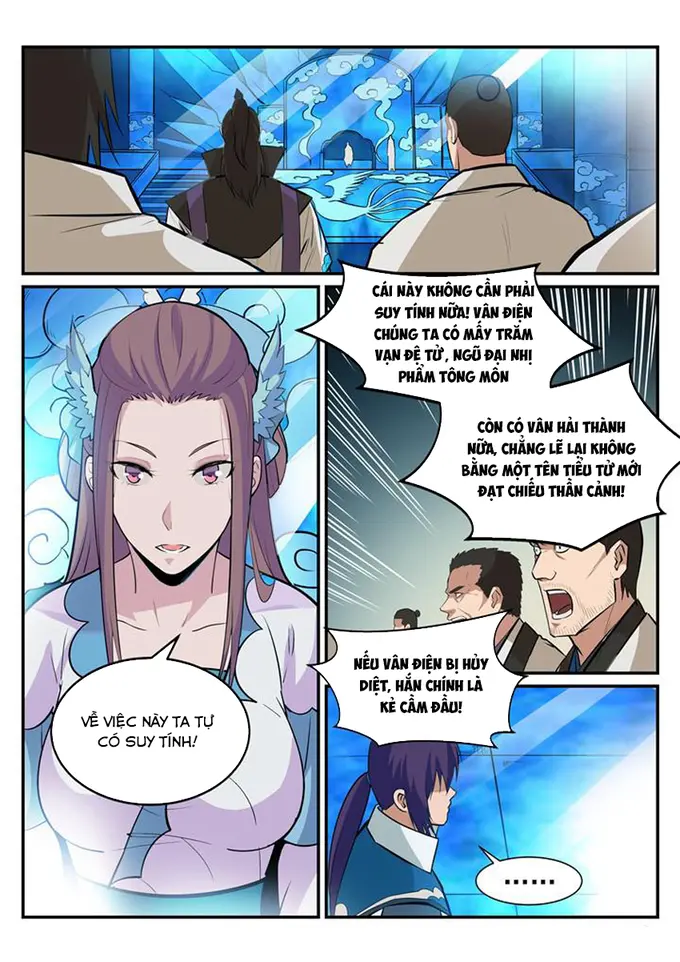 VỀ VIỆC NÀY TA TỰ
CÓ SUY TÍNH!
CÁI NÀY KHÔNG CẦN PHẢI
SUY TÍNH NỮA! VÂN ĐIỆN
CHÚNG TA CÓ MẤY TRĂM
VẠN ĐỆ TỬ, NGŨ ĐẠI NHỊ
PHẨM TÔNG MÔN
CÒN CÓ VÂN HẢI THÀNH
NỮA, CHẲNG LẼ LẠI KHÔNG
BẰNG MỘT TÊN TIỂU TỬ MỚI
ĐẠT CHIẾU THẦN CẢNH!
NẾU VÂN ĐIỆN BỊ HỦY
DIỆT, HẮN CHÍNH LÀ
KẺ CẦM ĐẦU!
......